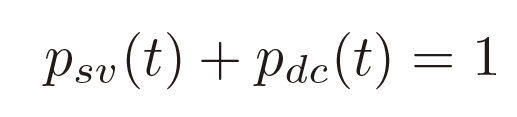 p_{sv}(t) + p_{dc}(t) = 1